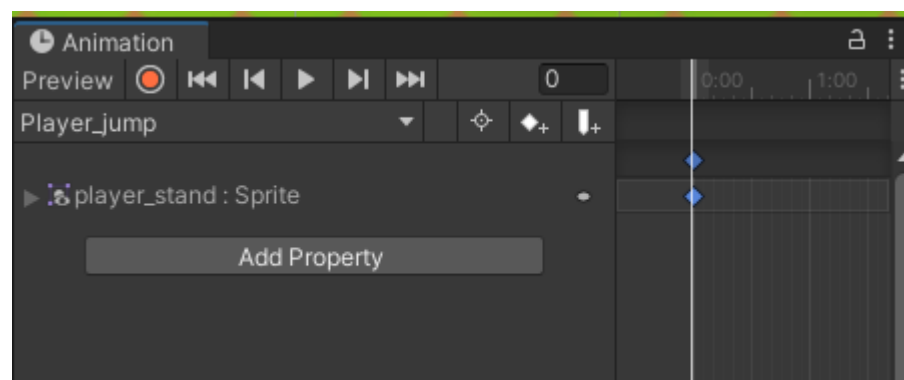 Animation
Preview 0 0:00 1:00
Player_jump
player_stand : Sprite
Add Property